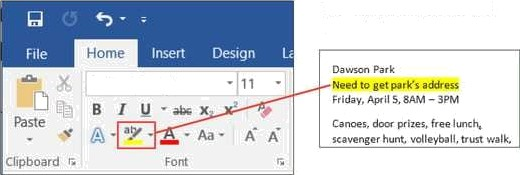 File Home Insert Design La
11
B I U abc X₂ X²
Paste
A ab A Aa A A
Clipboard Font
Dawson Park
Need to get park's address
Friday, April 5, 8AM – 3PM
Canoes, door prizes, free lunch,
scavenger hunt, volleyball, trust walk,